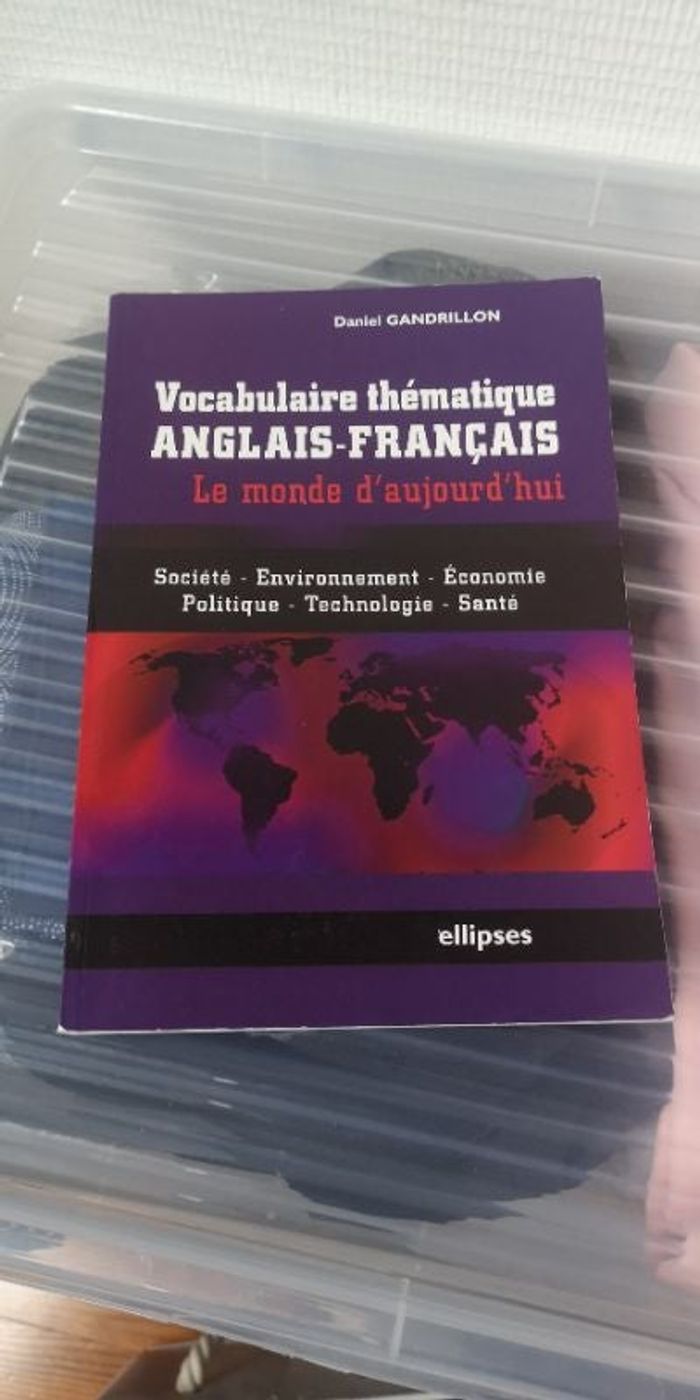 Daniel GANDRILLON
Vocabulaire thématique
ANGLAIS-FRANÇAIS
Le monde d'aujourd'hui
Société - Environnement - Économie
Politique - Technologie - Santé
ellipses